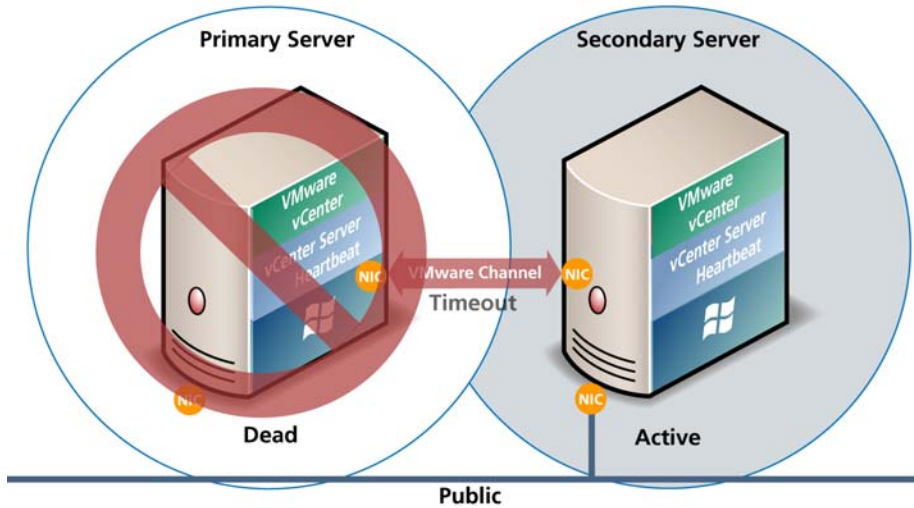 Primary Server
Secondary Server
VMware
vCenter
vCenter Server
Heartbeat
NIC
VMware Channel
Timeout
NIC
VMware
vCenter
vCenter Server
Heartbeat
NIC
NIC
Dead
Active
Public